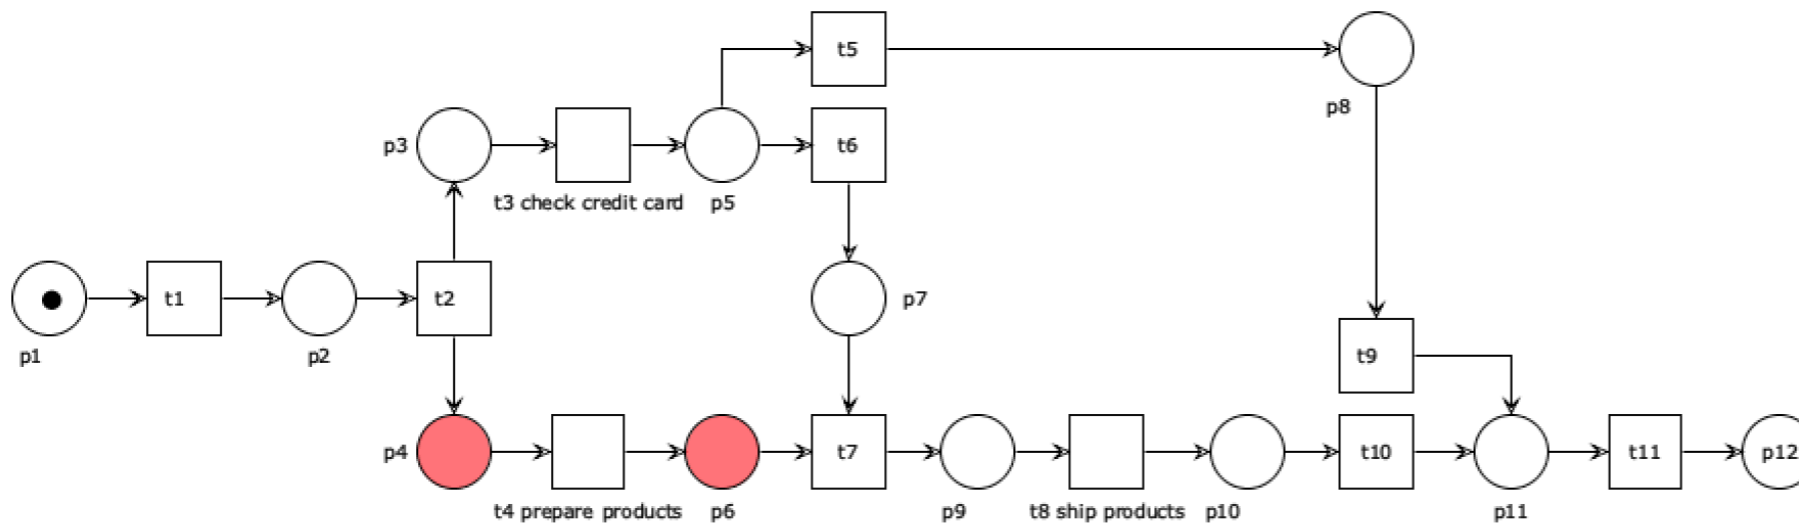 t5
p8
p3
t6
t3 check credit card
p5
t1
t2
p7
p1
p2
t9
p4
t7
t10
t11
p12
t4 prepare products
p6
p9
t8 ship products
p10
p11